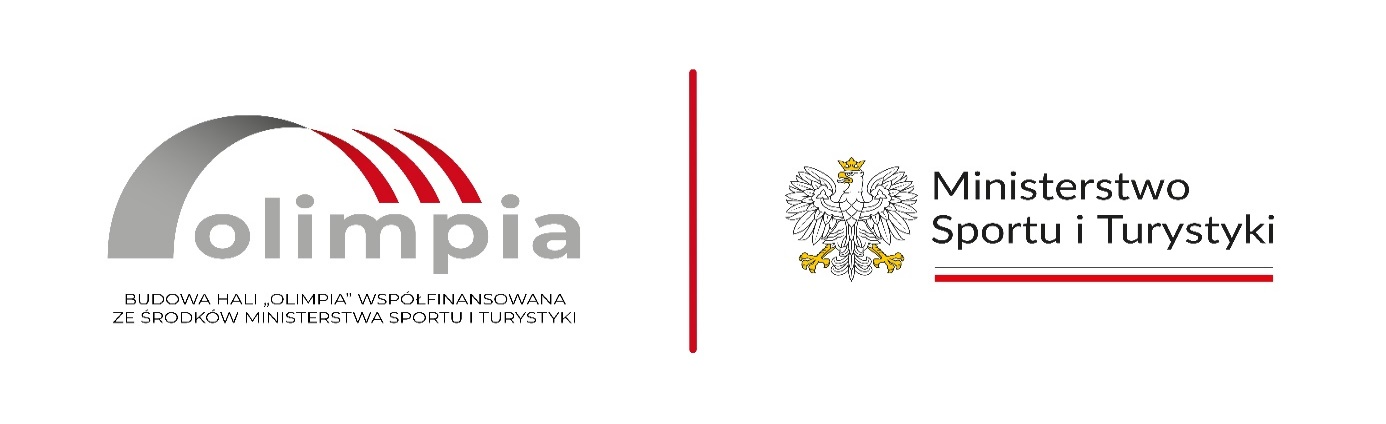 olimpia
BUDOWA HALI „OLIMPIA” WSPÓŁFINANSOWANA
ZE ŚRODKÓW MINISTERSTWA SPORTU I TURYSTYKI
Ministerstwo
Sportu i Turystyki